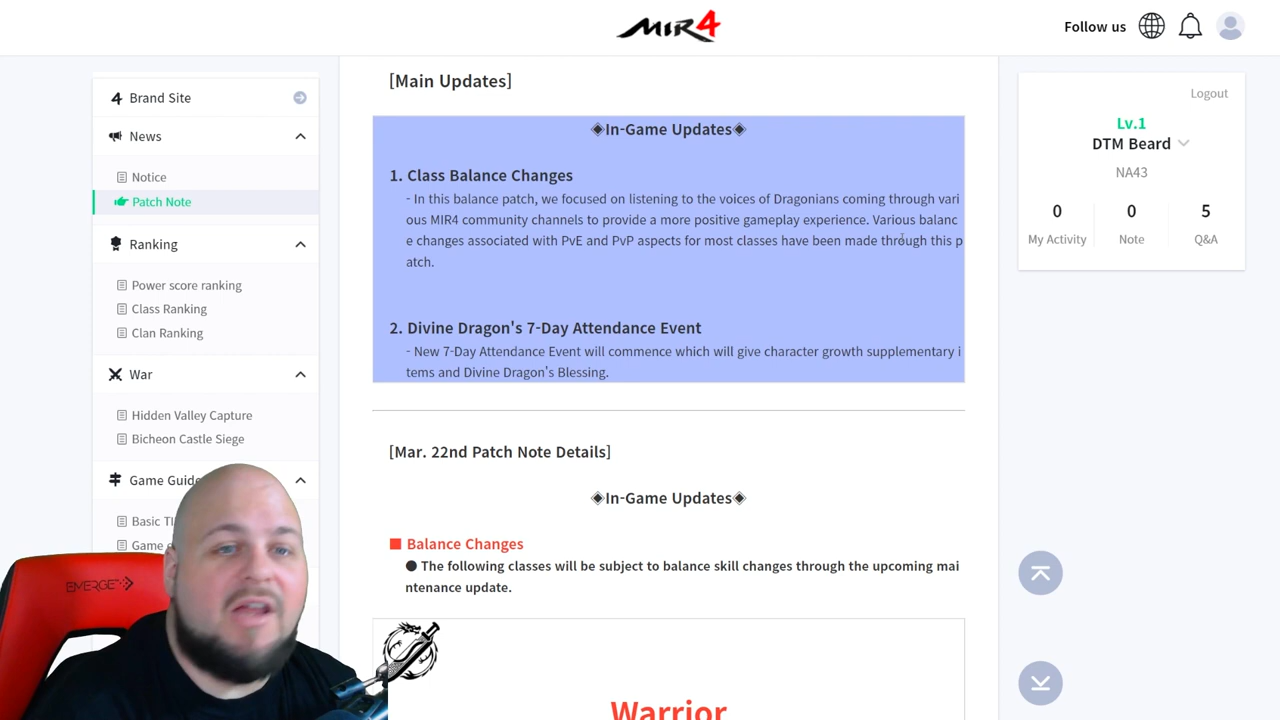 MIR4
Follow us
4 Brand Site
News
Notice
Patch Note
Ranking
Power score ranking
Class Ranking
Clan Ranking
War
Hidden Valley Capture
Bicheon Castle Siege
Game Guid
Basic TI
Game
[Main Updates]
◈In-Game Updates◈
1. Class Balance Changes
- In this balance patch, we focused on listening to the voices of Dragonians coming through vari
ous MIR4 community channels to provide a more positive gameplay experience. Various balanc
e changes associated with PvE and PvP aspects for most classes have been made through this p
atch.
2. Divine Dragon's 7-Day Attendance Event
- New 7-Day Attendance Event will commence which will give character growth supplementary i
tems and Divine Dragon's Blessing.
[Mar. 22nd Patch Note Details]
◈In-Game Updates◈
■ Balance Changes
● The following classes will be subject to balance skill changes through the upcoming mai
ntenance update.
Warrior
Logout
Lv.1
DTM Beard
NA43
0 0 5
My Activity Note Q&A
EMERGE